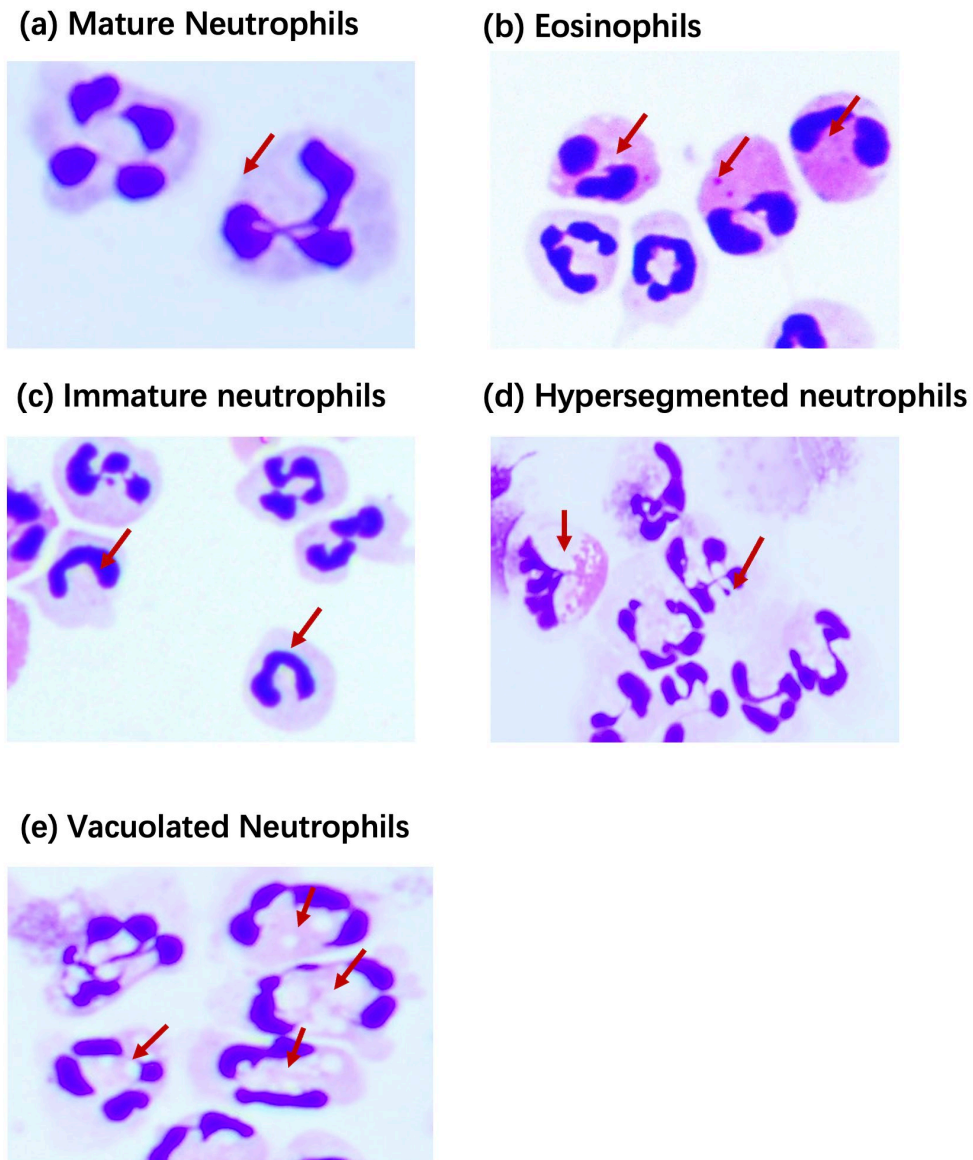 (a) Mature Neutrophils
(b) Eosinophils
(c) Immature neutrophils
(d) Hypersegmented neutrophils
(e) Vacuolated Neutrophils